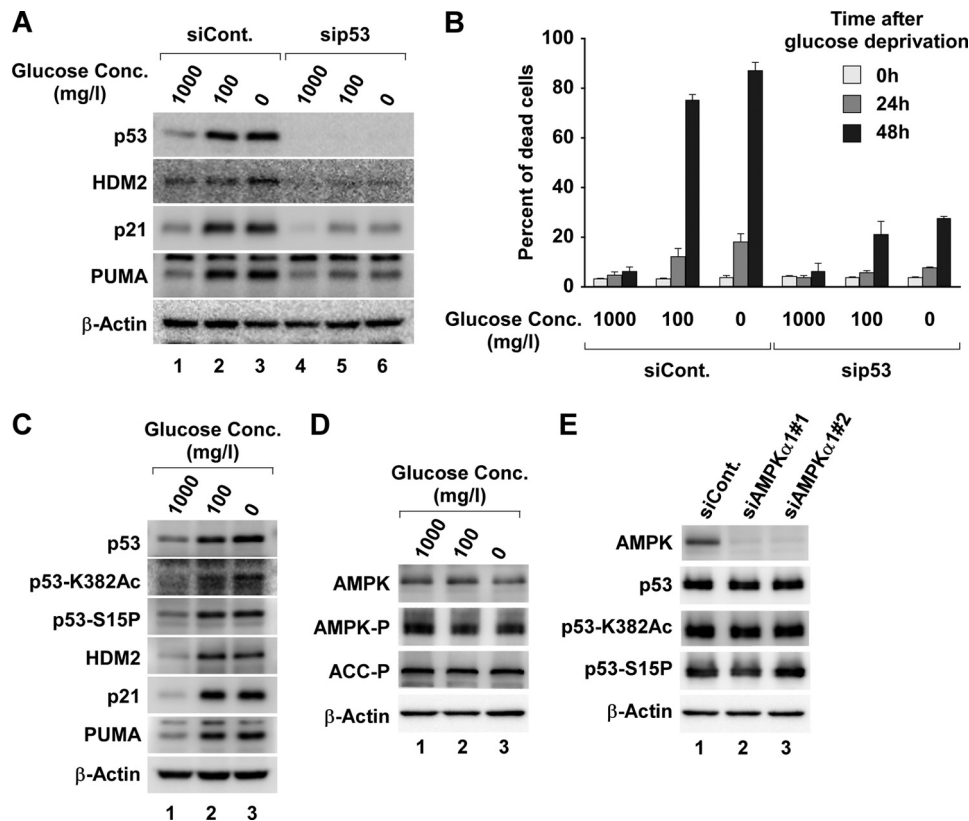 A
siCont. sip53
Glucose Conc.
(mg/l)
1000 100 0 1000 100 0
p53
HDM2
p21
PUMA
β-Actin
1 2 3 4 5 6
B
Time after
glucose deprivation
0h
24h
48h
Percent of dead cells
100
80
60
40
20
0
Glucose Conc.
(mg/l)
1000 100 0 1000 100 0
siCont. sip53
C
Glucose Conc.
(mg/l)
1000 100 0
p53
p53-K382Ac
p53-S15P
HDM2
p21
PUMA
β-Actin
1 2 3
D
Glucose Conc.
(mg/l)
1000 100 0
AMPK
AMPK-P
ACC-P
β-Actin
1 2 3
E
siCont. siAMPKα1#1 siAMPKα1#2
AMPK
p53
p53-K382Ac
p53-S15P
β-Actin
1 2 3